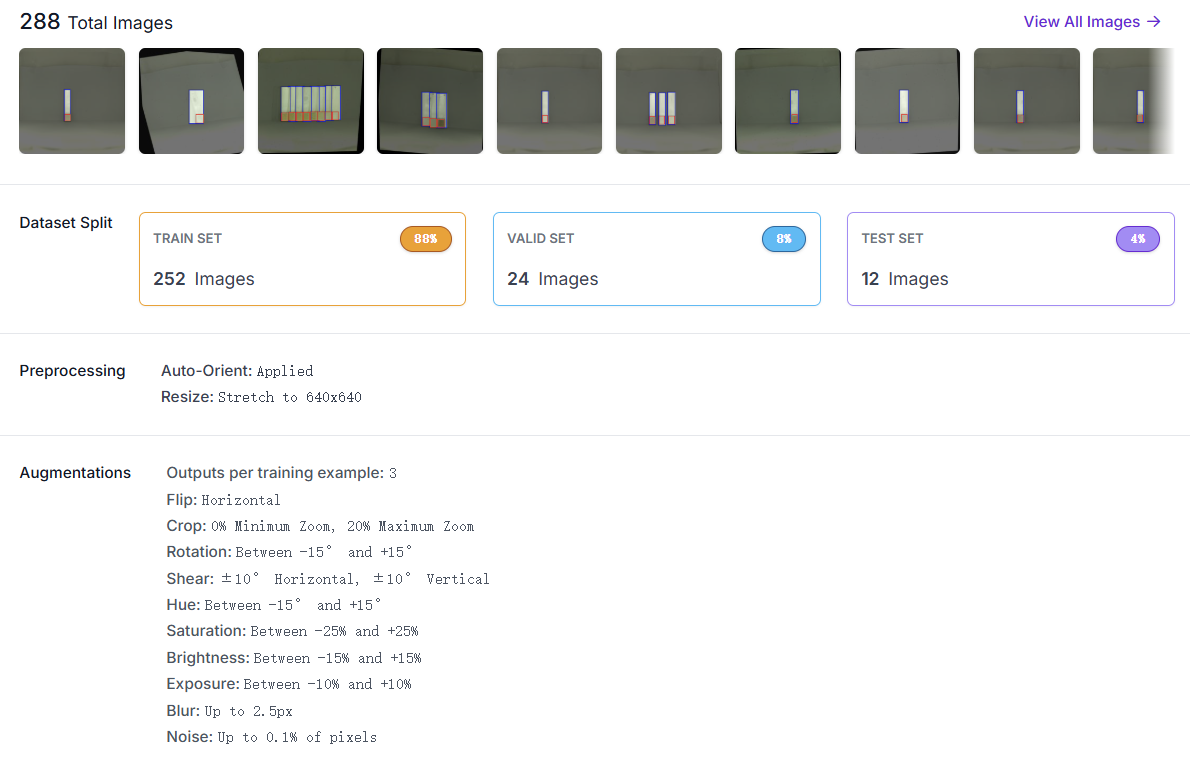 288 Total Images
View All Images →
Dataset Split
TRAIN SET 88%
252 Images
VALID SET 8%
24 Images
TEST SET 4%
12 Images
Preprocessing
Auto-Orient: Applied
Resize: Stretch to 640x640
Augmentations
Outputs per training example: 3
Flip: Horizontal
Crop: 0% Minimum Zoom, 20% Maximum Zoom
Rotation: Between -15° and +15°
Shear: ±10° Horizontal, ±10° Vertical
Hue: Between -15° and +15°
Saturation: Between -25% and +25%
Brightness: Between -15% and +15%
Exposure: Between -10% and +10%
Blur: Up to 2.5px
Noise: Up to 0.1% of pixels